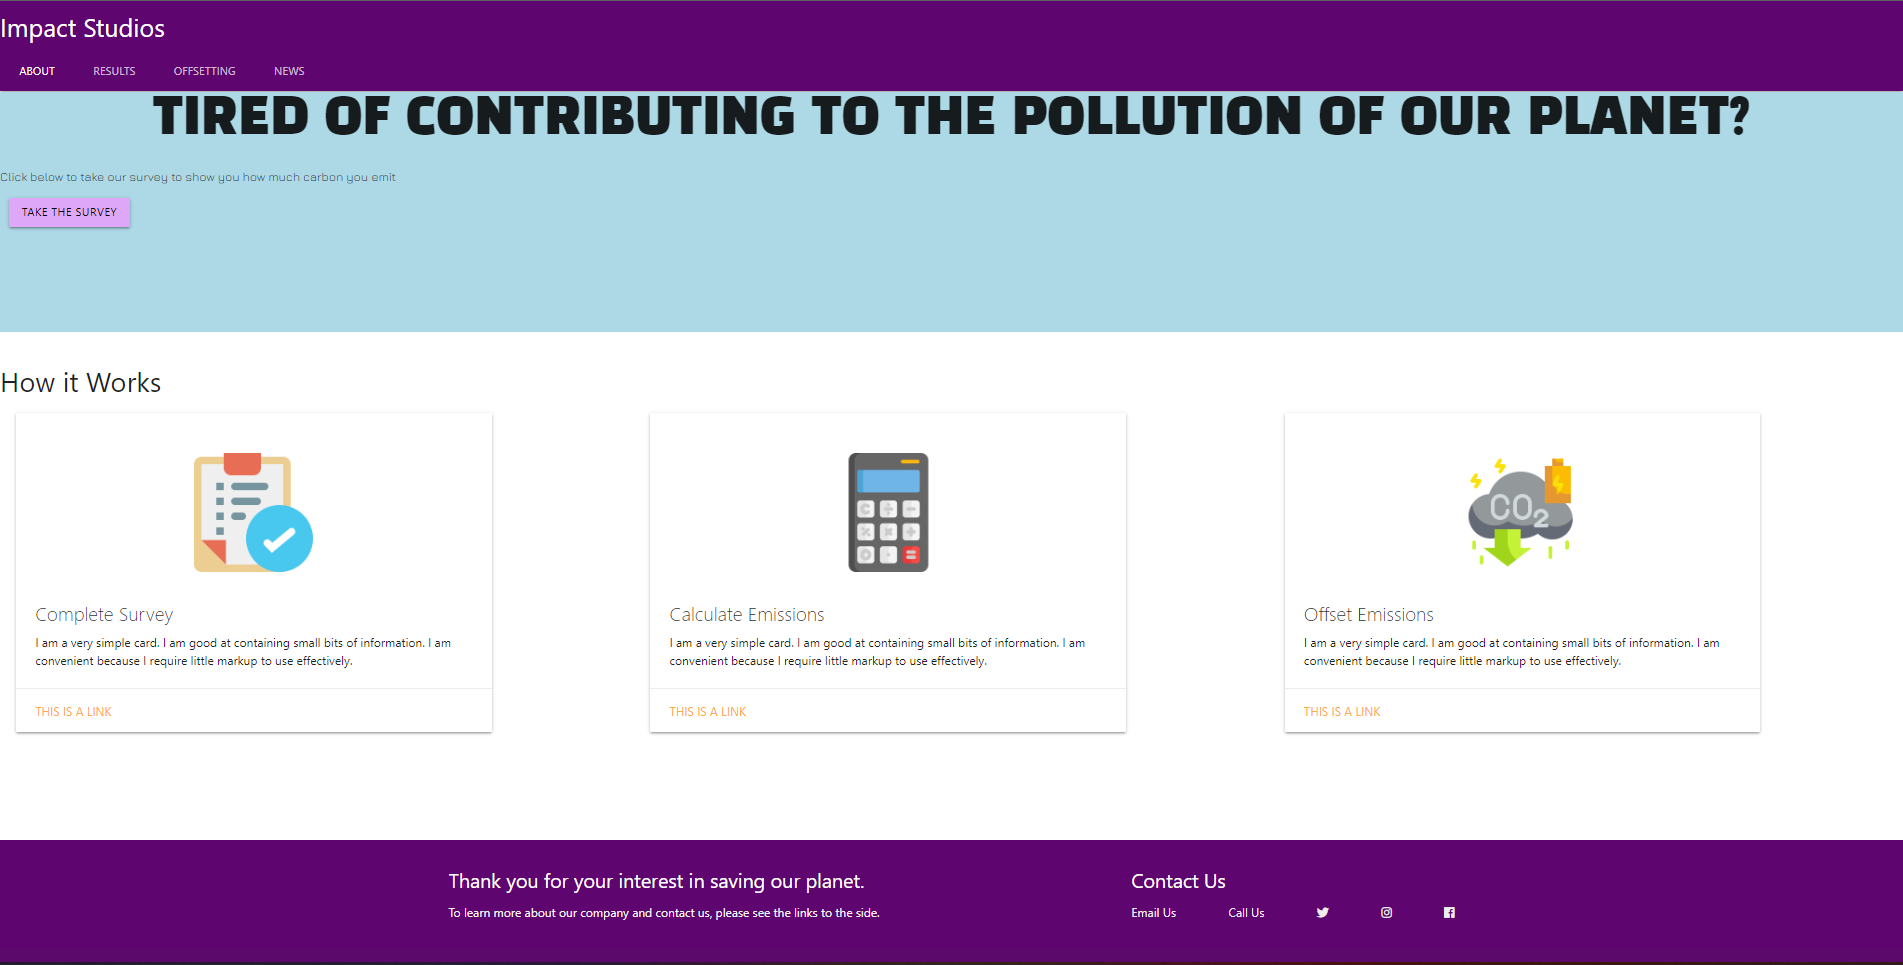 Impact Studios
ABOUT RESULTS OFFSETTING NEWS
TIRED OF CONTRIBUTING TO THE POLLUTION OF OUR PLANET?
Click below to take our survey to show you how much carbon you emit
TAKE THE SURVEY
How it Works
CO2
Complete Survey
I am a very simple card. I am good at containing small bits of information. I am
convenient because I require little markup to use effectively.
THIS IS A LINK
Calculate Emissions
I am a very simple card. I am good at containing small bits of information. I am
convenient because I require little markup to use effectively.
THIS IS A LINK
Offset Emissions
I am a very simple card. I am good at containing small bits of information. I am
convenient because I require little markup to use effectively.
THIS IS A LINK
Thank you for your interest in saving our planet.
To learn more about our company and contact us, please see the links to the side.
Contact Us
Email Us Call Us